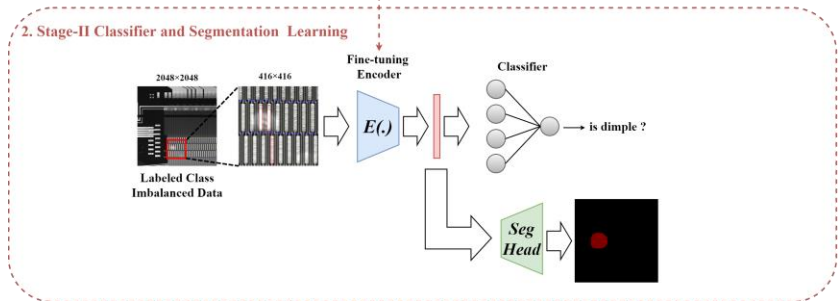 2. Stage-II Classifier and Segmentation Learning
2048×2048
416×416
Fine-tuning
Encoder
Classifier
E(.)
is dimple ?
Labeled Class
Imbalanced Data
Seg
Head